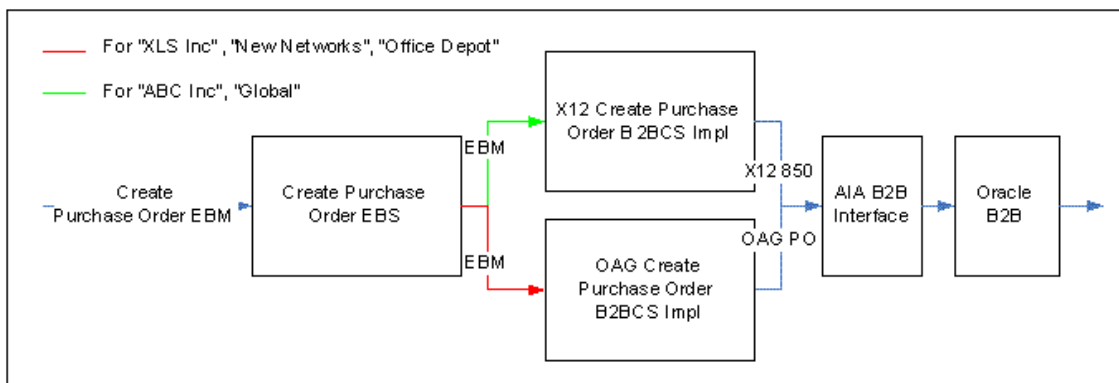 For "XLS Inc", "New Networks", "Office Depot"
For "ABC Inc", "Global"
X12 Create Purchase
Order B2BCS Impl
EBM
X12 850
Create
Purchase Order EBM
Create Purchase
Order EBS
AIA B2B
Interface
Oracle
B2B
EBM
OAG PO
OAG Create
Purchase Order
B2BCS Impl